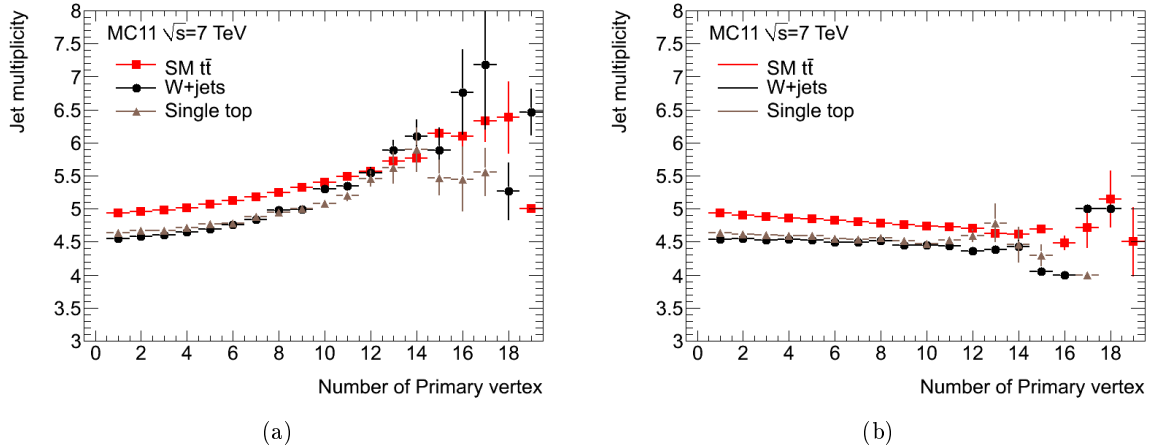 Jet multiplicity
8
7.5
7
6.5
6
5.5
5
4.5
4
3.5
3
MC11 √s=7 TeV
SM tt̄
W+jets
Single top
0 2 4 6 8 10 12 14 16 18
Number of Primary vertex
(a)
Jet multiplicity
8
7.5
7
6.5
6
5.5
5
4.5
4
3.5
3
MC11 √s=7 TeV
SM tt̄
W+jets
Single top
0 2 4 6 8 10 12 14 16 18
Number of Primary vertex
(b)